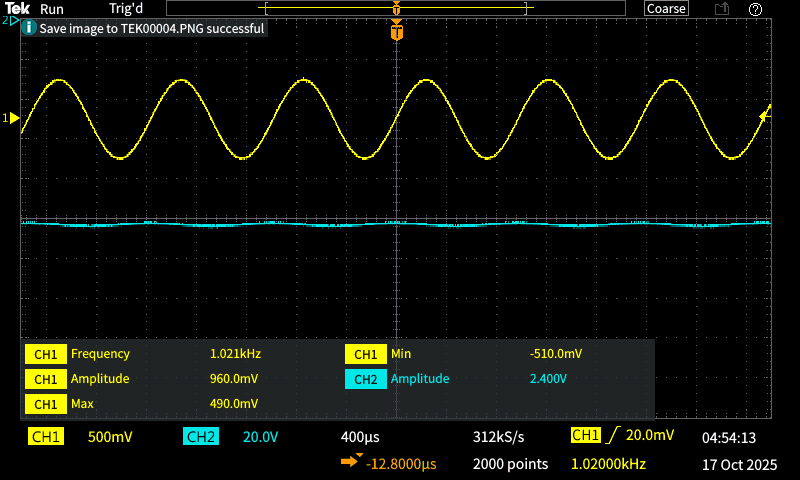 Tek Run Trig'd T Coarse ?
2
i Save image to TEK00004.PNG successful
T
1
CH1 Frequency 1.021kHz CH1 Min -510.0mV
CH1 Amplitude 960.0mV CH2 Amplitude 2.400V
CH1 Max 490.0mV
CH1 500mV CH2 20.0V 400µs 312kS/s CH1 20.0mV 04:54:13
-12.8000µs 2000 points 1.02000kHz 17 Oct 2025